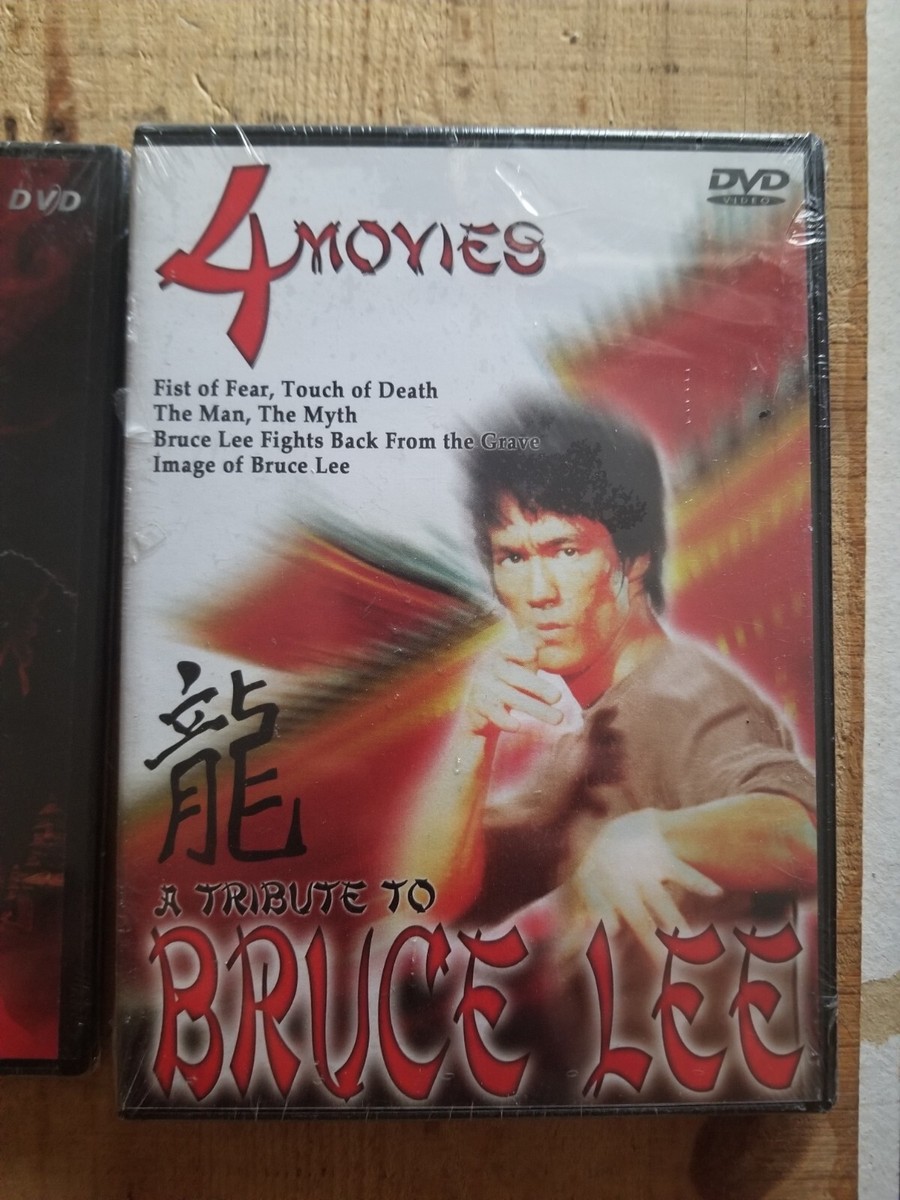 DVD
DVD
VIDEO
4 MOVIES
Fist of Fear, Touch of Death
The Man, The Myth
Bruce Lee Fights Back From the Grave
Image of Bruce Lee
龍
A TRIBUTE TO
BRUCE LEE